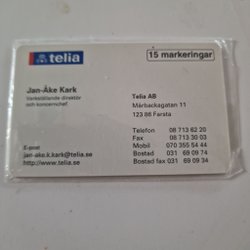 telia
15 markeringar
Jan-Åke Kark
Verkställande direktör
och koncernchef
Telia AB
Mårbackagatan 11
123 86 Farsta
Telefon 08 713 62 20
Fax 08 713 30 03
Mobil 070 355 54 44
Bostad 031 69 09 74
Bostad fax 031 69 09 34
E-post
jan-ake.k.kark@telia.se
http://www.telia.se